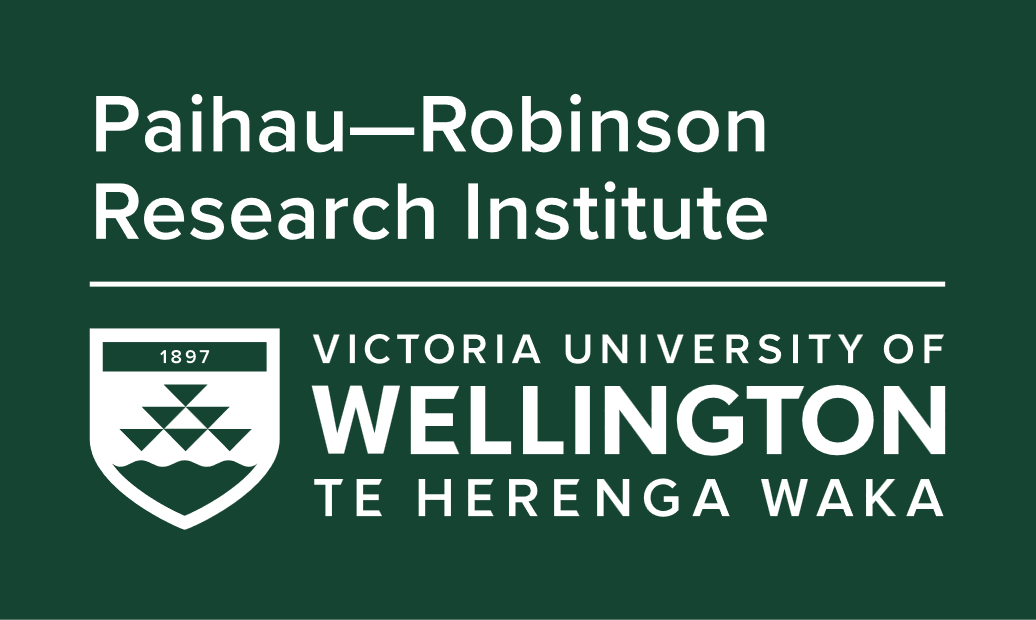 Paihau—Robinson
Research Institute
1897
VICTORIA UNIVERSITY OF
WELLINGTON
TE HERENGA WAKA